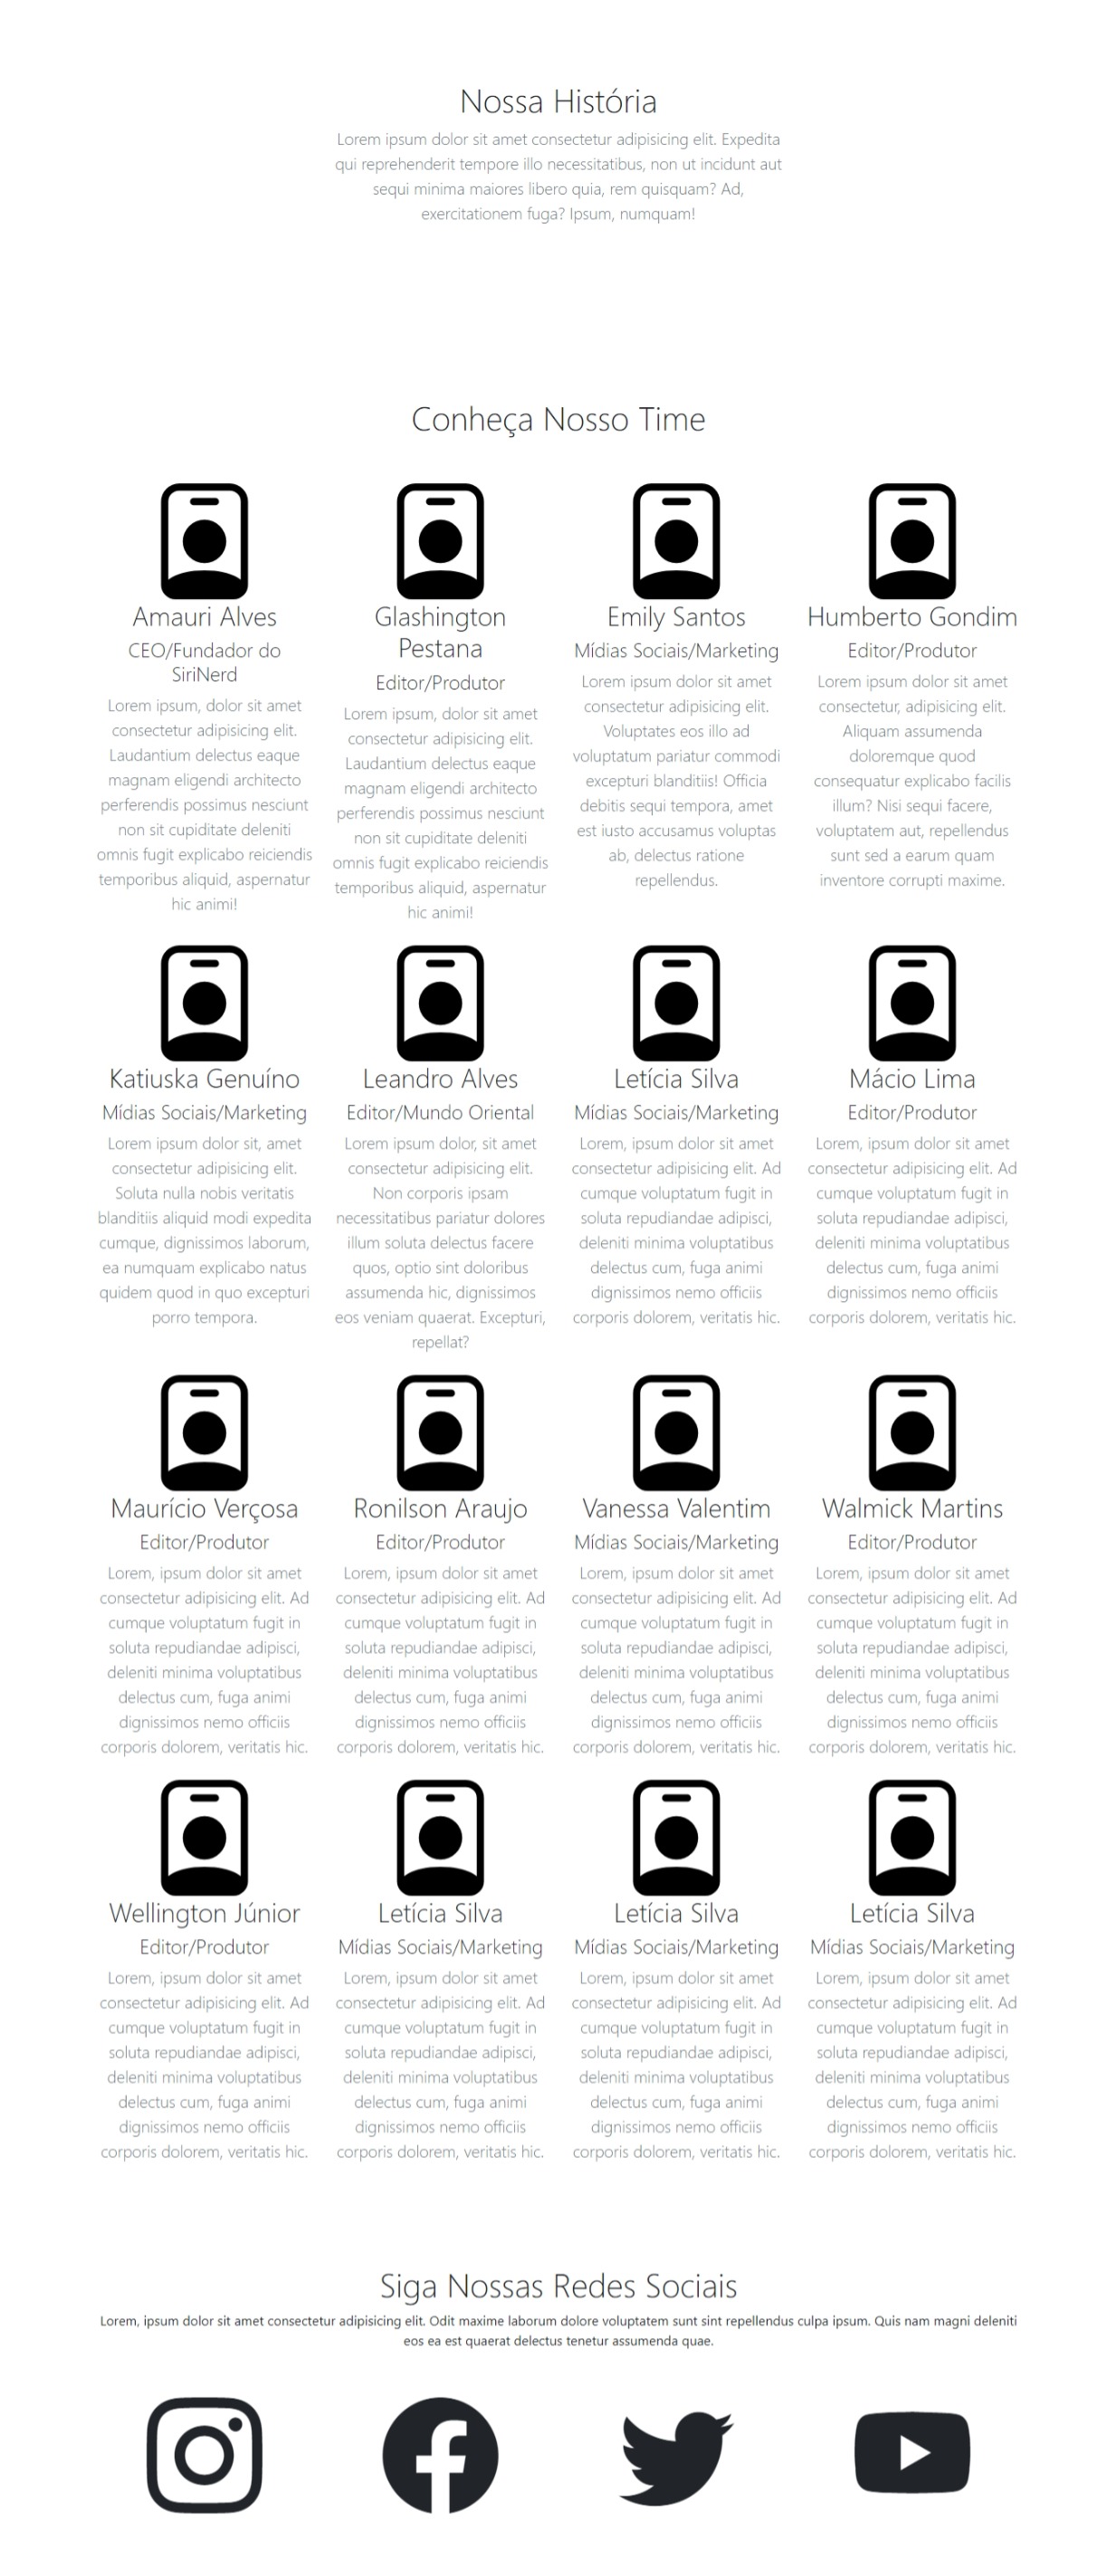 Nossa História
Lorem ipsum dolor sit amet consectetur adipisicing elit. Expedita
qui reprehenderit tempore illo necessitatibus, non ut incidunt aut
sequi minima maiores libero quia, rem quisquam? Ad,
exercitationem fuga? Ipsum, numquam!
Conheça Nosso Time
Amauri Alves
CEO/Fundador do
SiriNerd
Lorem ipsum, dolor sit amet
consectetur adipisicing elit.
Laudantium delectus eaque
magnam eligendi architecto
perferendis possimus nesciunt
non sit cupiditate deleniti
omnis fugit explicabo reiciendis
temporibus aliquid, aspernatur
hic animi!
Glashington
Pestana
Editor/Produtor
Lorem ipsum, dolor sit amet
consectetur adipisicing elit.
Laudantium delectus eaque
magnam eligendi architecto
perferendis possimus nesciunt
non sit cupiditate deleniti
omnis fugit explicabo reiciendis
temporibus aliquid, aspernatur
hic animi!
Emily Santos
Mídias Sociais/Marketing
Lorem ipsum dolor sit amet
consectetur adipisicing elit.
Voluptates eos illo ad
voluptatum pariatur commodi
excepturi blanditiis! Officia
debitis sequi tempora, amet
est iusto accusamus voluptas
ab, delectus ratione
repellendus.
Humberto Gondim
Editor/Produtor
Lorem ipsum dolor sit amet
consectetur, adipisicing elit.
Aliquam assumenda
doloremque quod
consequatur explicabo facilis
illum? Nisi sequi facere,
voluptatem aut, repellendus
sunt sed a earum quam
inventore corrupti maxime.
Katiuska Genuíno
Mídias Sociais/Marketing
Lorem ipsum dolor sit, amet
consectetur adipisicing elit.
Soluta nulla nobis veritatis
blanditiis aliquid modi expedita
cumque, dignissimos laborum,
ea numquam explicabo natus
quidem quod in quo excepturi
porro tempora.
Leandro Alves
Editor/Mundo Oriental
Lorem ipsum dolor, sit amet
consectetur adipisicing elit.
Non corporis ipsam
necessitatibus pariatur dolores
illum soluta delectus facere
quos, optio sint doloribus
assumenda hic, dignissimos
eos veniam quaerat. Excepturi,
repellat?
Letícia Silva
Mídias Sociais/Marketing
Lorem, ipsum dolor sit amet
consectetur adipisicing elit. Ad
cumque voluptatum fugit in
soluta repudiandae adipisci,
deleniti minima voluptatibus
delectus cum, fuga animi
dignissimos nemo officiis
corporis dolorem, veritatis hic.
Mácio Lima
Editor/Produtor
Lorem, ipsum dolor sit amet
consectetur adipisicing elit. Ad
cumque voluptatum fugit in
soluta repudiandae adipisci,
deleniti minima voluptatibus
delectus cum, fuga animi
dignissimos nemo officiis
corporis dolorem, veritatis hic.
Maurício Verçosa
Editor/Produtor
Lorem, ipsum dolor sit amet
consectetur adipisicing elit. Ad
cumque voluptatum fugit in
soluta repudiandae adipisci,
deleniti minima voluptatibus
delectus cum, fuga animi
dignissimos nemo officiis
corporis dolorem, veritatis hic.
Ronilson Araujo
Editor/Produtor
Lorem, ipsum dolor sit amet
consectetur adipisicing elit. Ad
cumque voluptatum fugit in
soluta repudiandae adipisci,
deleniti minima voluptatibus
delectus cum, fuga animi
dignissimos nemo officiis
corporis dolorem, veritatis hic.
Vanessa Valentim
Mídias Sociais/Marketing
Lorem, ipsum dolor sit amet
consectetur adipisicing elit. Ad
cumque voluptatum fugit in
soluta repudiandae adipisci,
deleniti minima voluptatibus
delectus cum, fuga animi
dignissimos nemo officiis
corporis dolorem, veritatis hic.
Walmick Martins
Editor/Produtor
Lorem, ipsum dolor sit amet
consectetur adipisicing elit. Ad
cumque voluptatum fugit in
soluta repudiandae adipisci,
deleniti minima voluptatibus
delectus cum, fuga animi
dignissimos nemo officiis
corporis dolorem, veritatis hic.
Wellington Júnior
Editor/Produtor
Lorem, ipsum dolor sit amet
consectetur adipisicing elit. Ad
cumque voluptatum fugit in
soluta repudiandae adipisci,
deleniti minima voluptatibus
delectus cum, fuga animi
dignissimos nemo officiis
corporis dolorem, veritatis hic.
Letícia Silva
Mídias Sociais/Marketing
Lorem, ipsum dolor sit amet
consectetur adipisicing elit. Ad
cumque voluptatum fugit in
soluta repudiandae adipisci,
deleniti minima voluptatibus
delectus cum, fuga animi
dignissimos nemo officiis
corporis dolorem, veritatis hic.
Letícia Silva
Mídias Sociais/Marketing
Lorem, ipsum dolor sit amet
consectetur adipisicing elit. Ad
cumque voluptatum fugit in
soluta repudiandae adipisci,
deleniti minima voluptatibus
delectus cum, fuga animi
dignissimos nemo officiis
corporis dolorem, veritatis hic.
Letícia Silva
Mídias Sociais/Marketing
Lorem, ipsum dolor sit amet
consectetur adipisicing elit. Ad
cumque voluptatum fugit in
soluta repudiandae adipisci,
deleniti minima voluptatibus
delectus cum, fuga animi
dignissimos nemo officiis
corporis dolorem, veritatis hic.
Siga Nossas Redes Sociais
Lorem, ipsum dolor sit amet consectetur adipisicing elit. Odit maxime laborum dolore voluptatem sunt sint repellendus culpa ipsum. Quis nam magni deleniti
eos ea est quaerat delectus tenetur assumenda quae.